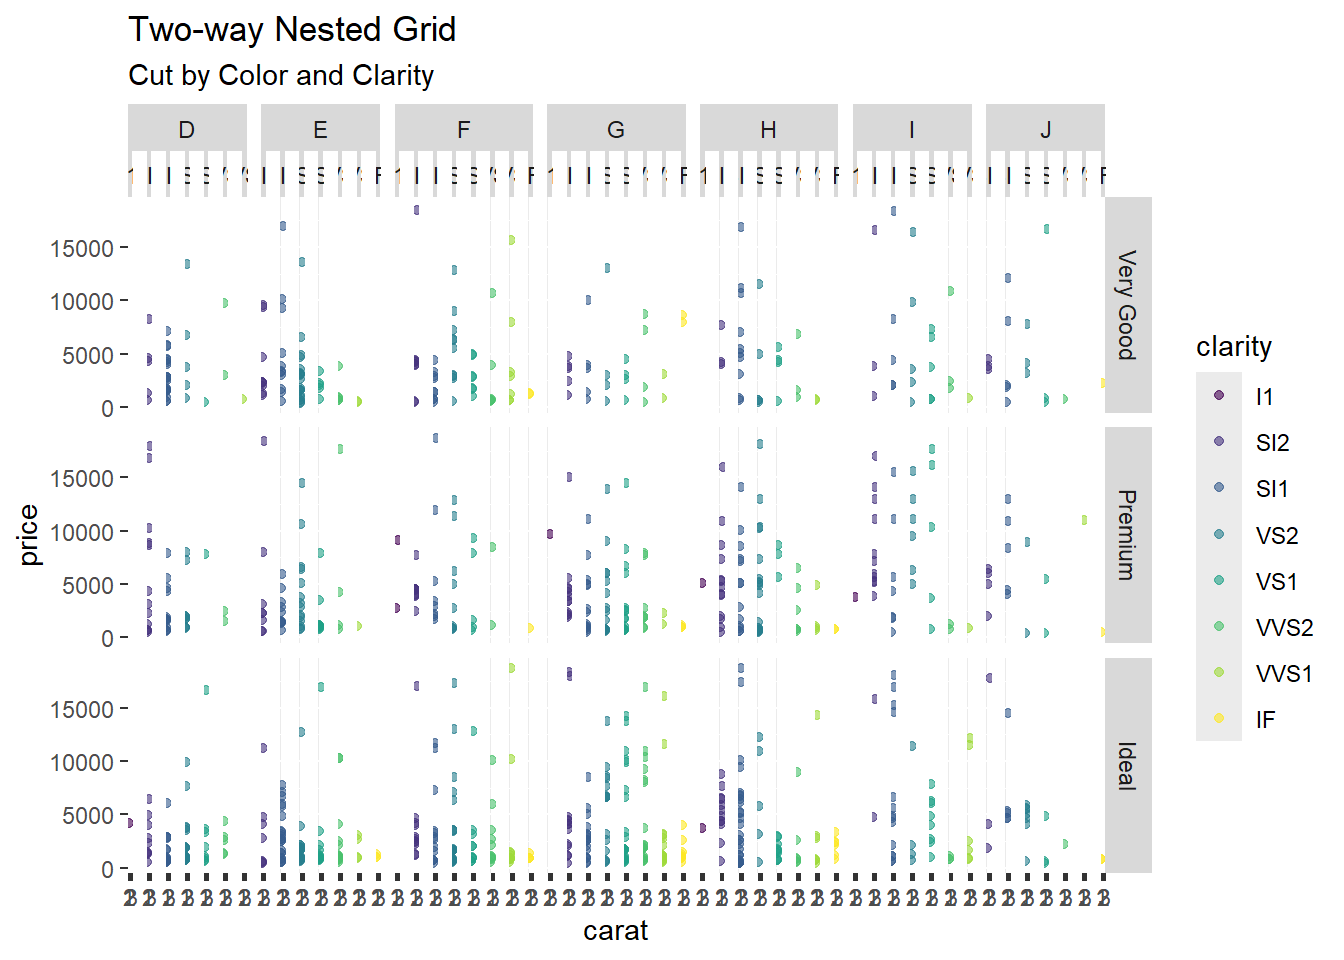 Two-way Nested Grid
Cut by Color and Clarity
D E F G H I J
15000
10000
5000
0
Very Good
15000
10000
5000
0
Premium
15000
10000
5000
0
Ideal
price
carat
clarity
I1
SI2
SI1
VS2
VS1
VVS2
VVS1
IF